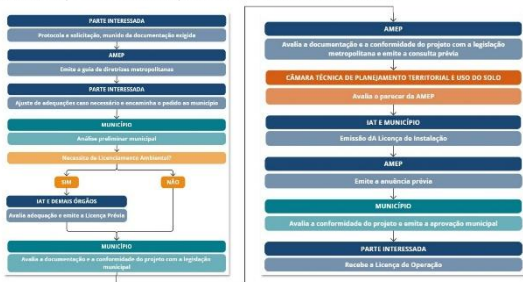 PARTE INTERESSADA
Protocola a solicitação, munido da documentação exigida
AMEP
Emite a guia de diretrizes metropolitanas
PARTE INTERESSADA
Ajuste de adequações caso necessário e encaminha o pedido ao município
MUNICÍPIO
Análise preliminar municipal
Necessita de Licenciamento Ambiental?
SIM
NÃO
IAT E DEMAIS ÓRGÃOS
Avalia adequação e emite a Licença Prévia
MUNICÍPIO
Avalia a documentação e a conformidade do projeto com a legislação
municipal
AMEP
Avalia e documentação e a conformidade do projeto com a legislação
metropolitana e emite a consulta prévia
CÂMARA TÉCNICA DE PLANEJAMENTO TERRITORIAL E USO DO SOLO
Avalia o parecer da AMEP
IAT E MUNICÍPIO
Emissão dA Licença de Instalação
AMEP
Emite a anuência prévia
MUNICÍPIO
Avalia a conformidade do projeto e emite a aprovação municipal
PARTE INTERESSADA
Recebe a Licença de Operação